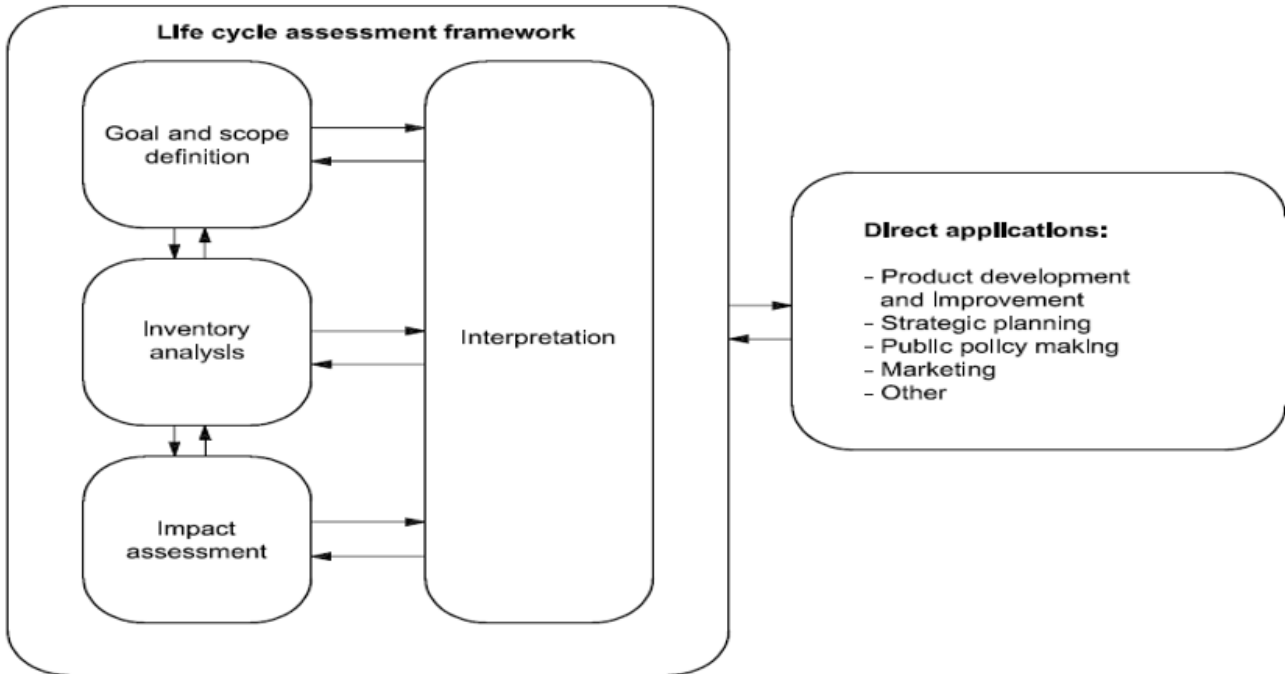 Life cycle assessment framework
Goal and scope
definition
Inventory
analysis
Impact
assessment
Interpretation
Direct applications:
– Product development
and Improvement
– Strategic planning
– Public policy making
– Marketing
– Other